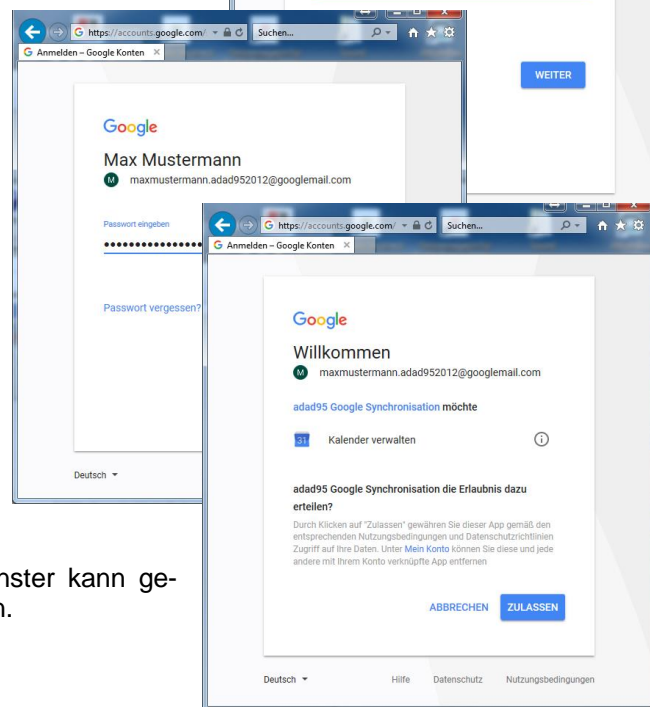 WEITER
https://accounts.google.com/
Suchen...
Anmelden – Google Konten
Google
Max Mustermann
M maxmustermann.adad952012@googlemail.com
Passwort eingeben
Passwort vergessen?
Deutsch
https://accounts.google.com/
Suchen...
Anmelden – Google Konten
Google
Willkommen
M maxmustermann.adad952012@googlemail.com
adad95 Google Synchronisation möchte
31 Kalender verwalten
adad95 Google Synchronisation die Erlaubnis dazu
erteilen?
Durch Klicken auf "Zulassen" gewähren Sie dieser App gemäß den
entsprechenden Nutzungsbedingungen und Datenschutzrichtlinien
Zugriff auf Ihre Daten. Unter Mein Konto können Sie diese und jede
andere mit Ihrem Konto verknüpfte App entfernen
ABBRECHEN ZULASSEN
Deutsch Hilfe Datenschutz Nutzungsbedingungen
nster kann ge-
n.